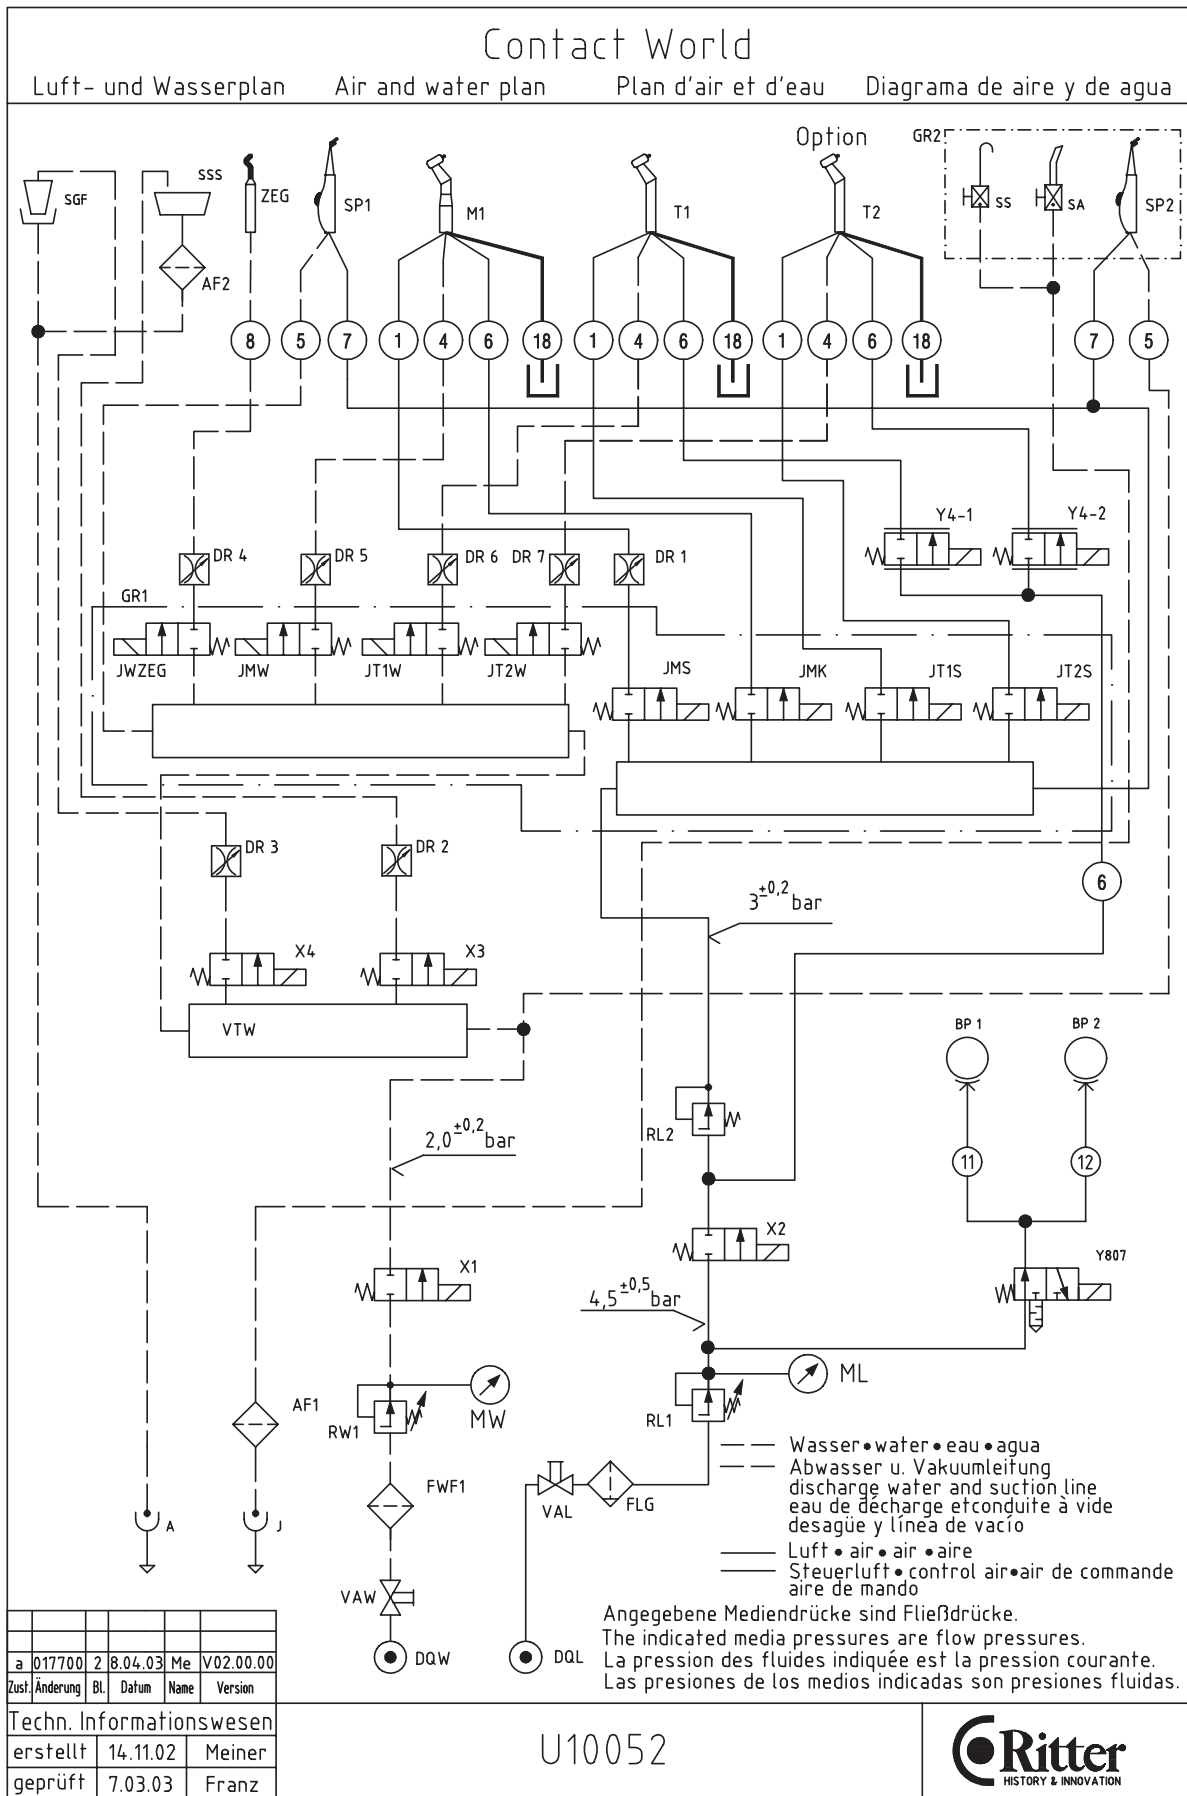 Contact World
Luft- und Wasserplan Air and water plan Plan d'air et d'eau Diagrama de aire y de agua
Option
GR2
SGF
SSS
ZEG
SP1
M1
T1
T2
SS
SA
SP2
AF2
8 5 7 1 4 6 18 1 4 6 18 1 4 6 18 7 5
Y4-1
Y4-2
DR 4
DR 5
DR 6
DR 7
DR 1
GR1
JWZEG
JMW
JT1W
JT2W
JMS
JMK
JT1S
JT2S
DR 3
DR 2
6
3±0,2 bar
X4
X3
VTW
BP 1
BP 2
RL2
2,0±0,2 bar
11
12
X2
X1
Y807
4,5±0,5 bar
ML
AF1
RW1
MW
RL1
FWF1
VAL
FLG
A
J
VAW
DQW
DQL
Wasser•water•eau•agua
Abwasser u. Vakuumleitung
discharge water and suction line
eau de décharge etconduite à vide
desagüe y línea de vacío
Luft•air•air•aire
Steuerluft•control air•air de commande
aire de mando
Angegebene Mediendrücke sind Fließdrücke.
The indicated media pressures are flow pressures.
La pression des fluides indiquée est la pression courante.
Las presiones de los medios indicadas son presiones fluidas.
a 017700 2 8.04.03 Me V02.00.00
Zust. Änderung Bl. Datum Name Version
Techn. Informationswesen
erstellt 14.11.02 Meiner
geprüft 7.03.03 Franz
U10052
Ritter
HISTORY & INNOVATION